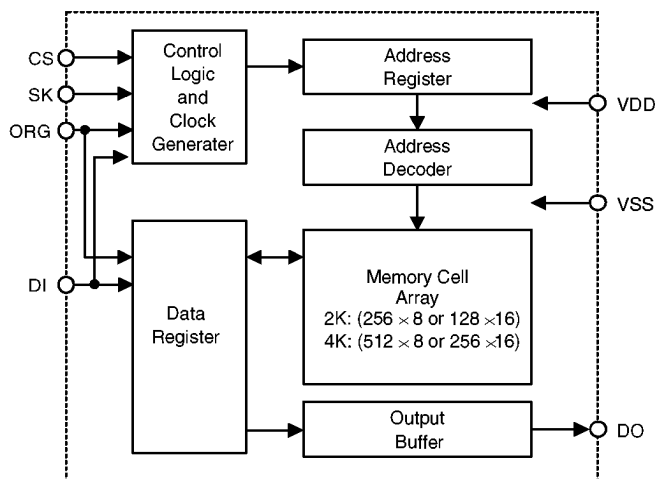 CS
SK
ORG
DI
Control
Logic
and
Clock
Generater
Address
Register
Address
Decoder
VDD
VSS
Data
Register
Memory Cell
Array
2K: (256 × 8 or 128 ×16)
4K: (512 × 8 or 256 ×16)
Output
Buffer
DO